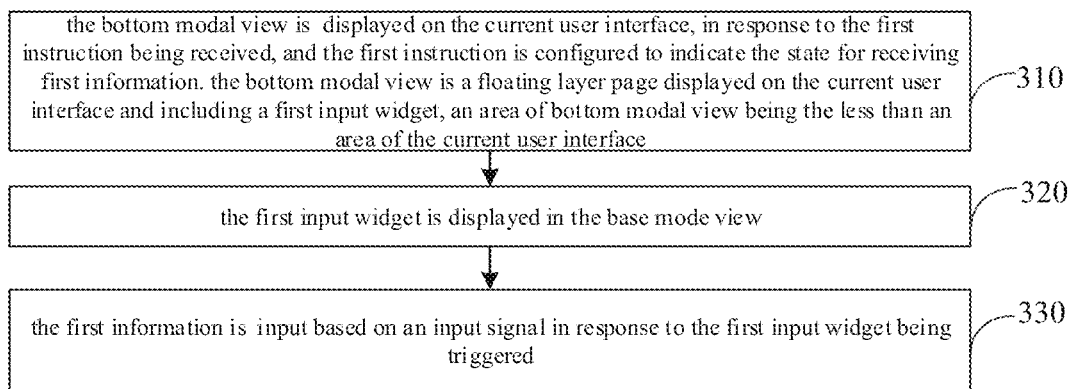 the bottom modal view is displayed on the current user interface, in response to the first
instruction being received, and the first instruction is configured to indicate the state for receiving
first information. the bottom modal view is a floating layer page displayed on the current user
interface and including a first input widget, an area of bottom modal view being the less than an
area of the current user interface
310
the first input widget is displayed in the base mode view
320
the first information is input based on an input signal in response to the first input widget being
triggered
330